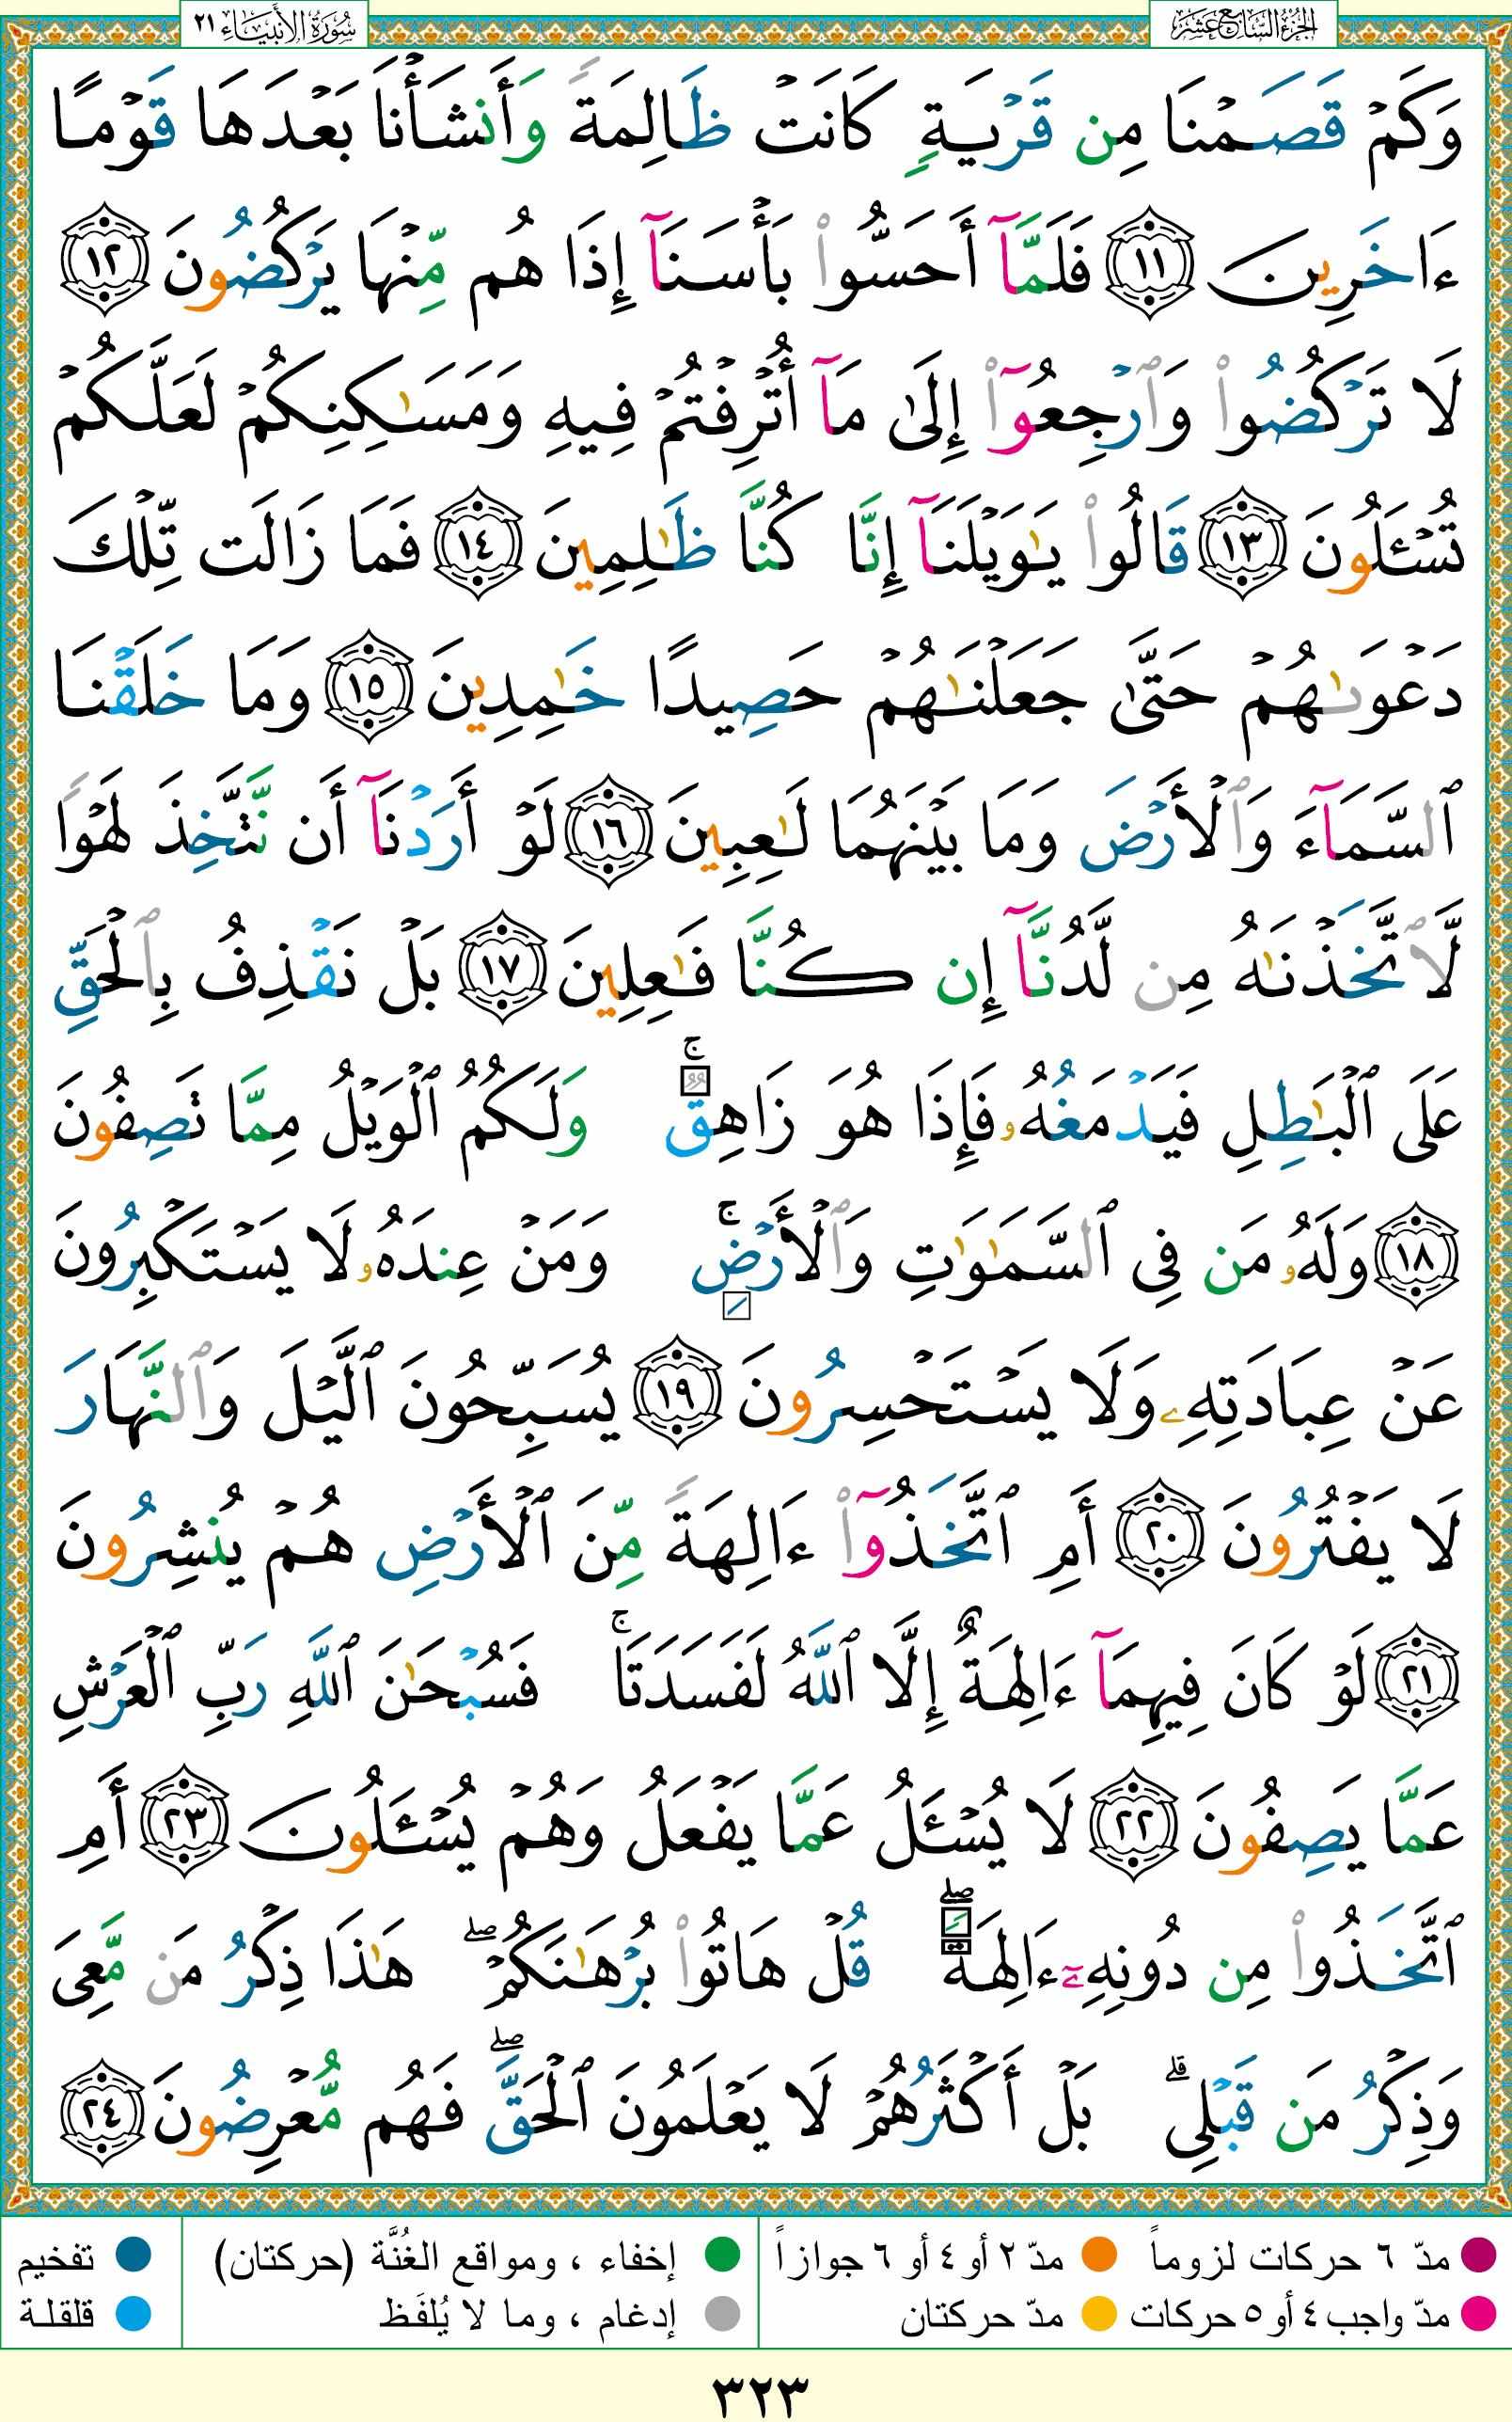 سُورَةُ الأَنبيَاءِ ٢١
الجزء السابع عشر
وَكَمْ قَصَمْنَا مِن قَرْيَةٍ كَانَتْ ظَالِمَةً وَأَنشَأْنَا بَعْدَهَا قَوْمًا
ءَاخَرِينَ ١١ فَلَمَّآ أَحَسُّوا۟ بَأْسَنَآ إِذَا هُم مِّنْهَا يَرْكُضُونَ ١٢
لَا تَرْكُضُوا۟ وَٱرْجِعُوٓا۟ إِلَىٰ مَآ أُتْرِفْتُمْ فِيهِ وَمَسَـٰكِنِكُمْ لَعَلَّكُمْ
تُسْـَٔلُونَ ١٣ قَالُوا۟ يَـٰوَيْلَنَآ إِنَّا كُنَّا ظَـٰلِمِينَ ١٤ فَمَا زَالَت تِّلْكَ
دَعْوَىٰهُمْ حَتَّىٰ جَعَلْنَـٰهُمْ حَصِيدًا خَـٰمِدِينَ ١٥ وَمَا خَلَقْنَا
ٱلسَّمَآءَ وَٱلْأَرْضَ وَمَا بَيْنَهُمَا لَـٰعِبِينَ ١٦ لَوْ أَرَدْنَآ أَن نَّتَّخِذَ لَهْوًا
لَّٱتَّخَذْنَـٰهُ مِن لَّدُنَّآ إِن كُنَّا فَـٰعِلِينَ ١٧ بَلْ نَقْذِفُ بِٱلْحَقِّ
عَلَى ٱلْبَـٰطِلِ فَيَدْمَغُهُۥ فَإِذَا هُوَ زَاهِقٌ ۚ وَلَكُمُ ٱلْوَيْلُ مِمَّا تَصِفُونَ
١٨ وَلَهُۥ مَن فِى ٱلسَّمَـٰوَٰتِ وَٱلْأَرْضِ ۚ وَمَنْ عِندَهُۥ لَا يَسْتَكْبِرُونَ
عَنْ عِبَادَتِهِۦ وَلَا يَسْتَحْسِرُونَ ١٩ يُسَبِّحُونَ ٱلَّيْلَ وَٱلنَّهَارَ
لَا يَفْتُرُونَ ٢٠ أَمِ ٱتَّخَذُوٓا۟ ءَالِهَةً مِّنَ ٱلْأَرْضِ هُمْ يُنشِرُونَ
٢١ لَوْ كَانَ فِيهِمَآ ءَالِهَةٌ إِلَّا ٱللَّهُ لَفَسَدَتَا ۚ فَسُبْحَـٰنَ ٱللَّهِ رَبِّ ٱلْعَرْشِ
عَمَّا يَصِفُونَ ٢٢ لَا يُسْـَٔلُ عَمَّا يَفْعَلُ وَهُمْ يُسْـَٔلُونَ ٢٣ أَمِ
ٱتَّخَذُوا۟ مِن دُونِهِۦٓ ءَالِهَةً ۖ قُلْ هَاتُوا۟ بُرْهَـٰنَكُمْ ۖ هَـٰذَا ذِكْرُ مَن مَّعِىَ
وَذِكْرُ مَن قَبْلِى ۗ بَلْ أَكْثَرُهُمْ لَا يَعْلَمُونَ ٱلْحَقَّ ۖ فَهُم مُّعْرِضُونَ ٢٤
مدّ ٦ حركات لزوماً مدّ ٢ أو ٤ أو ٦ جوازاً إخفاء ، ومواقع الغُنَّة (حركتان) تفخيم
مدّ واجب ٤ أو ٥ حركات مدّ حركتان إدغام ، وما لا يُلفَظ قلقلة
٣٢٣